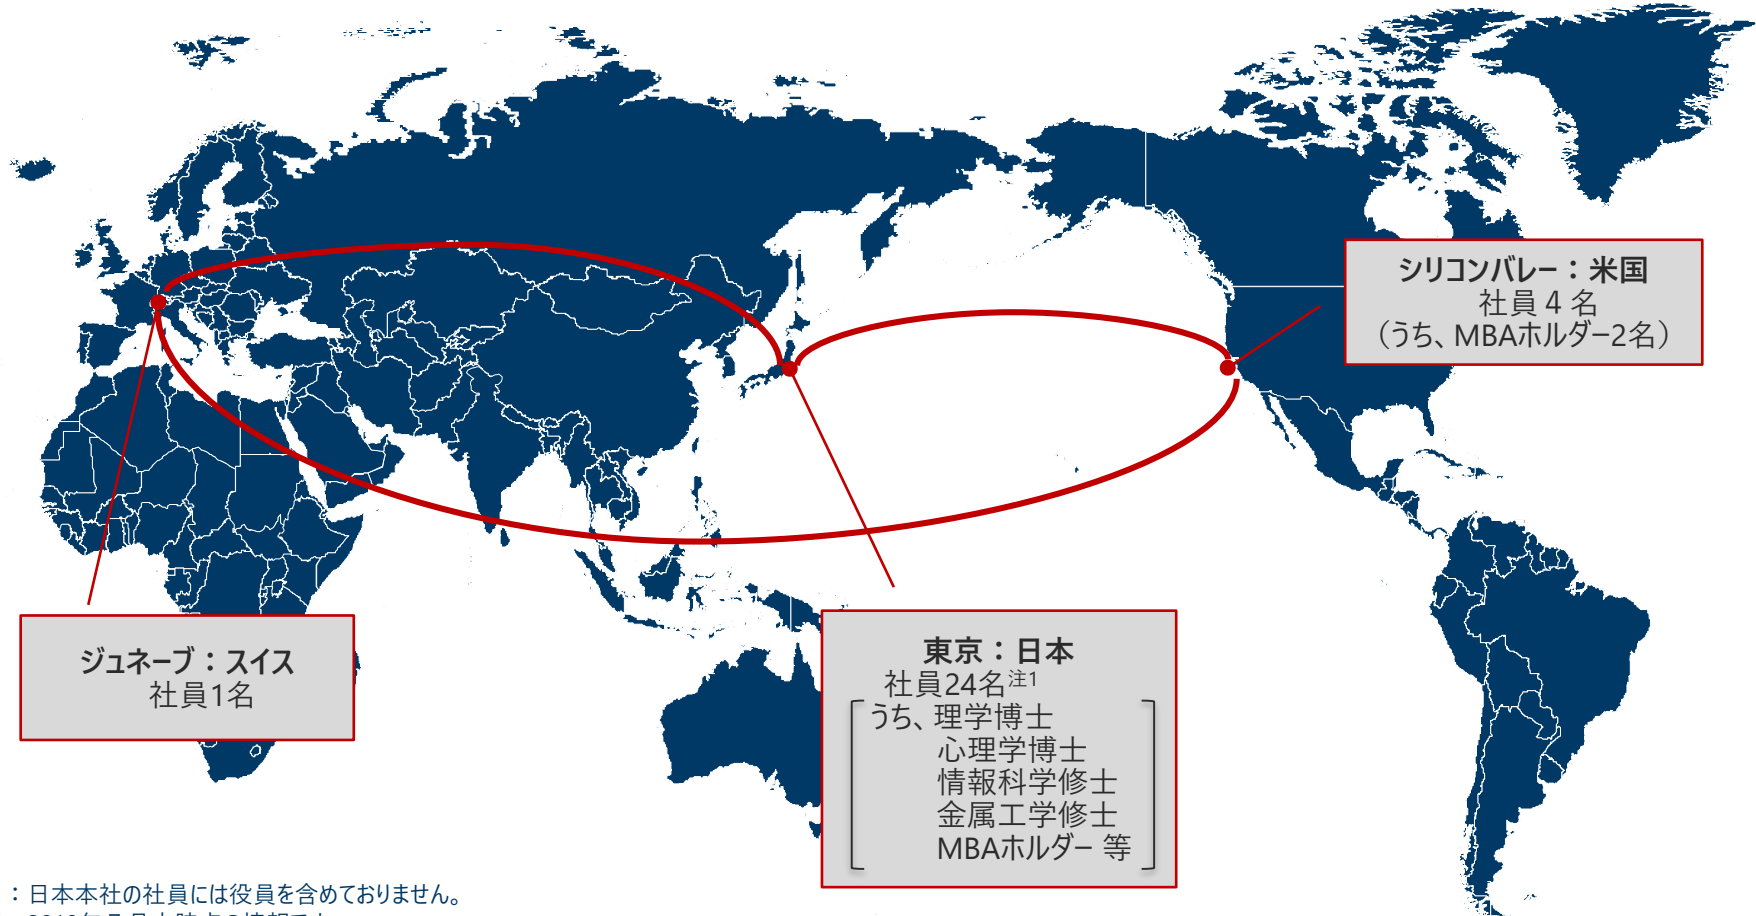 シリコンバレー：米国
社員 4 名
（うち、MBAホルダー2名）
ジュネーブ：スイス
社員1名
東京：日本
社員24名注1
うち、理学博士
心理学博士
情報科学修士
金属工学修士
MBAホルダー 等
：日本本社の社員には役員を含めておりません。